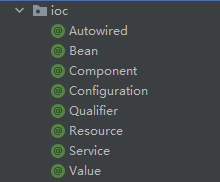 ioc
Autowired
Bean
Component
Configuration
Qualifier
Resource
Service
Value